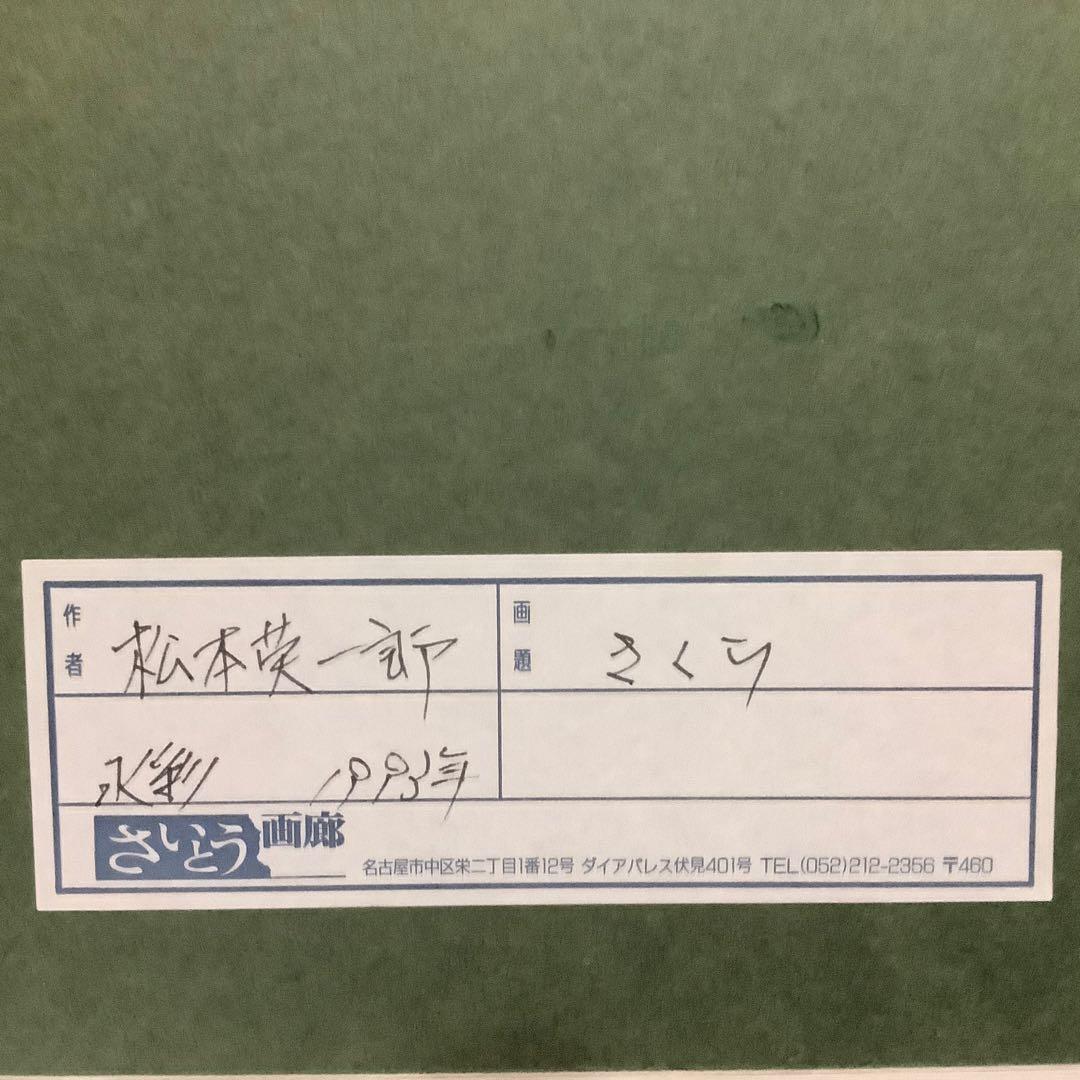 作者 松本英一郎 画題 さくら
水彩 1993年
さいとう画廊 名古屋市中区栄二丁目1番12号 ダイアパレス伏見401号 TEL(052)212-2356 〒460